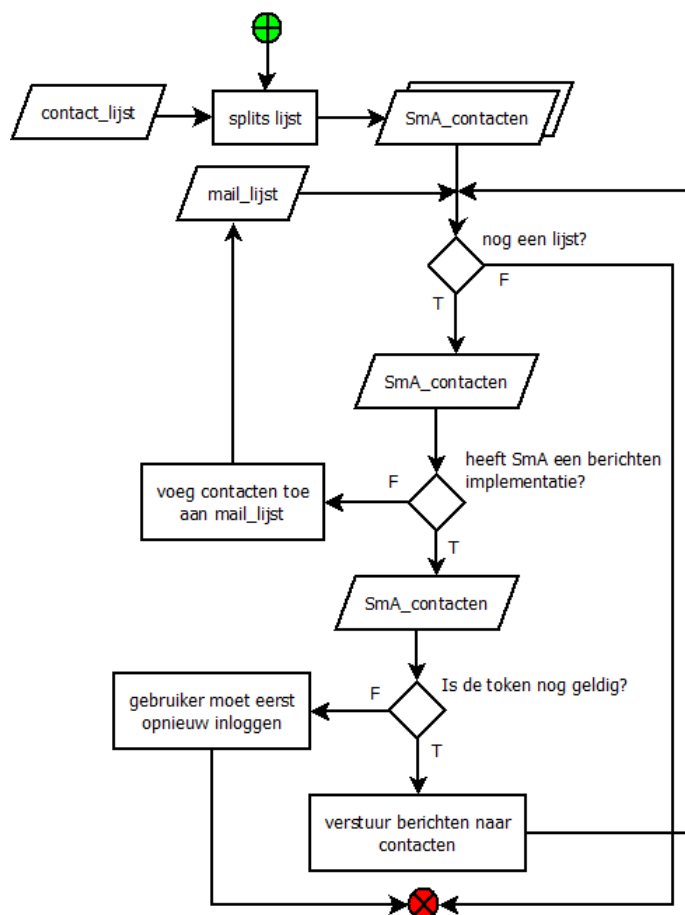 contact_lijst
splits lijst
SmA_contacten
mail_lijst
nog een lijst?
F
T
SmA_contacten
heeft SmA een berichten
implementatie?
F
voeg contacten toe
aan mail_lijst
T
SmA_contacten
Is de token nog geldig?
F
gebruiker moet eerst
opnieuw inloggen
T
verstuur berichten naar
contacten